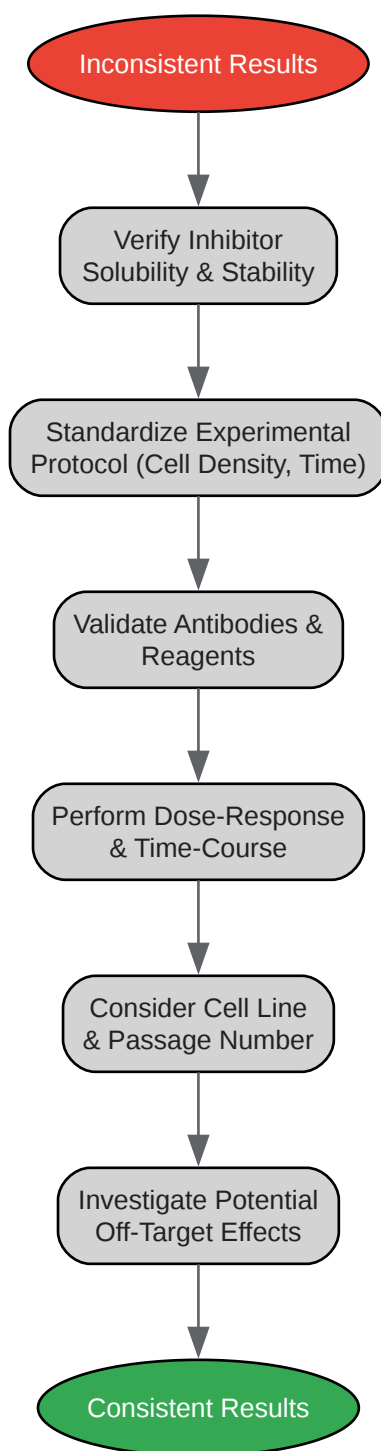 Inconsistent Results
Verify Inhibitor
Solubility & Stability
Standardize Experimental
Protocol (Cell Density, Time)
Validate Antibodies &
Reagents
Perform Dose-Response
& Time-Course
Consider Cell Line
& Passage Number
Investigate Potential
Off-Target Effects
Consistent Results